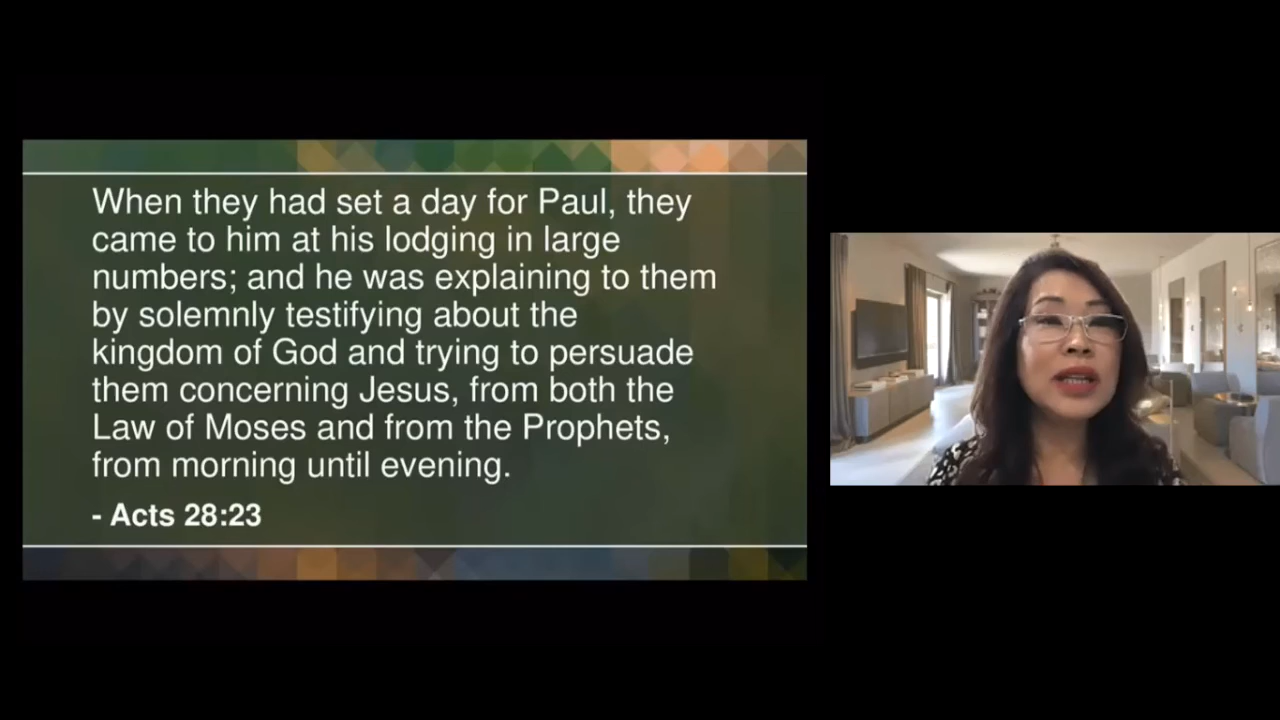 When they had set a day for Paul, they
came to him at his lodging in large
numbers; and he was explaining to them
by solemnly testifying about the
kingdom of God and trying to persuade
them concerning Jesus, from both the
Law of Moses and from the Prophets,
from morning until evening.
- Acts 28:23